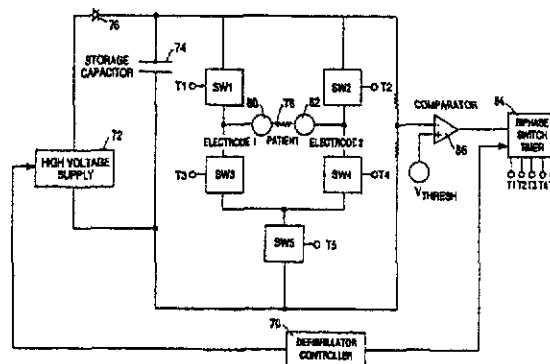 76
STORAGE CAPACITOR
74
SW1
SW2
T1
T2
80
78
82
ELECTRODE 1
PATIENT
ELECTRODE 2
COMPARATOR
86
84
BIPHASE SWITCH TIMER
T1 T2 T3 T4
72
HIGH VOLTAGE SUPPLY
T3
SW3
SW4
T4
VTHRESH
SW5
T5
70
DEFIBRILLATOR CONTROLLER